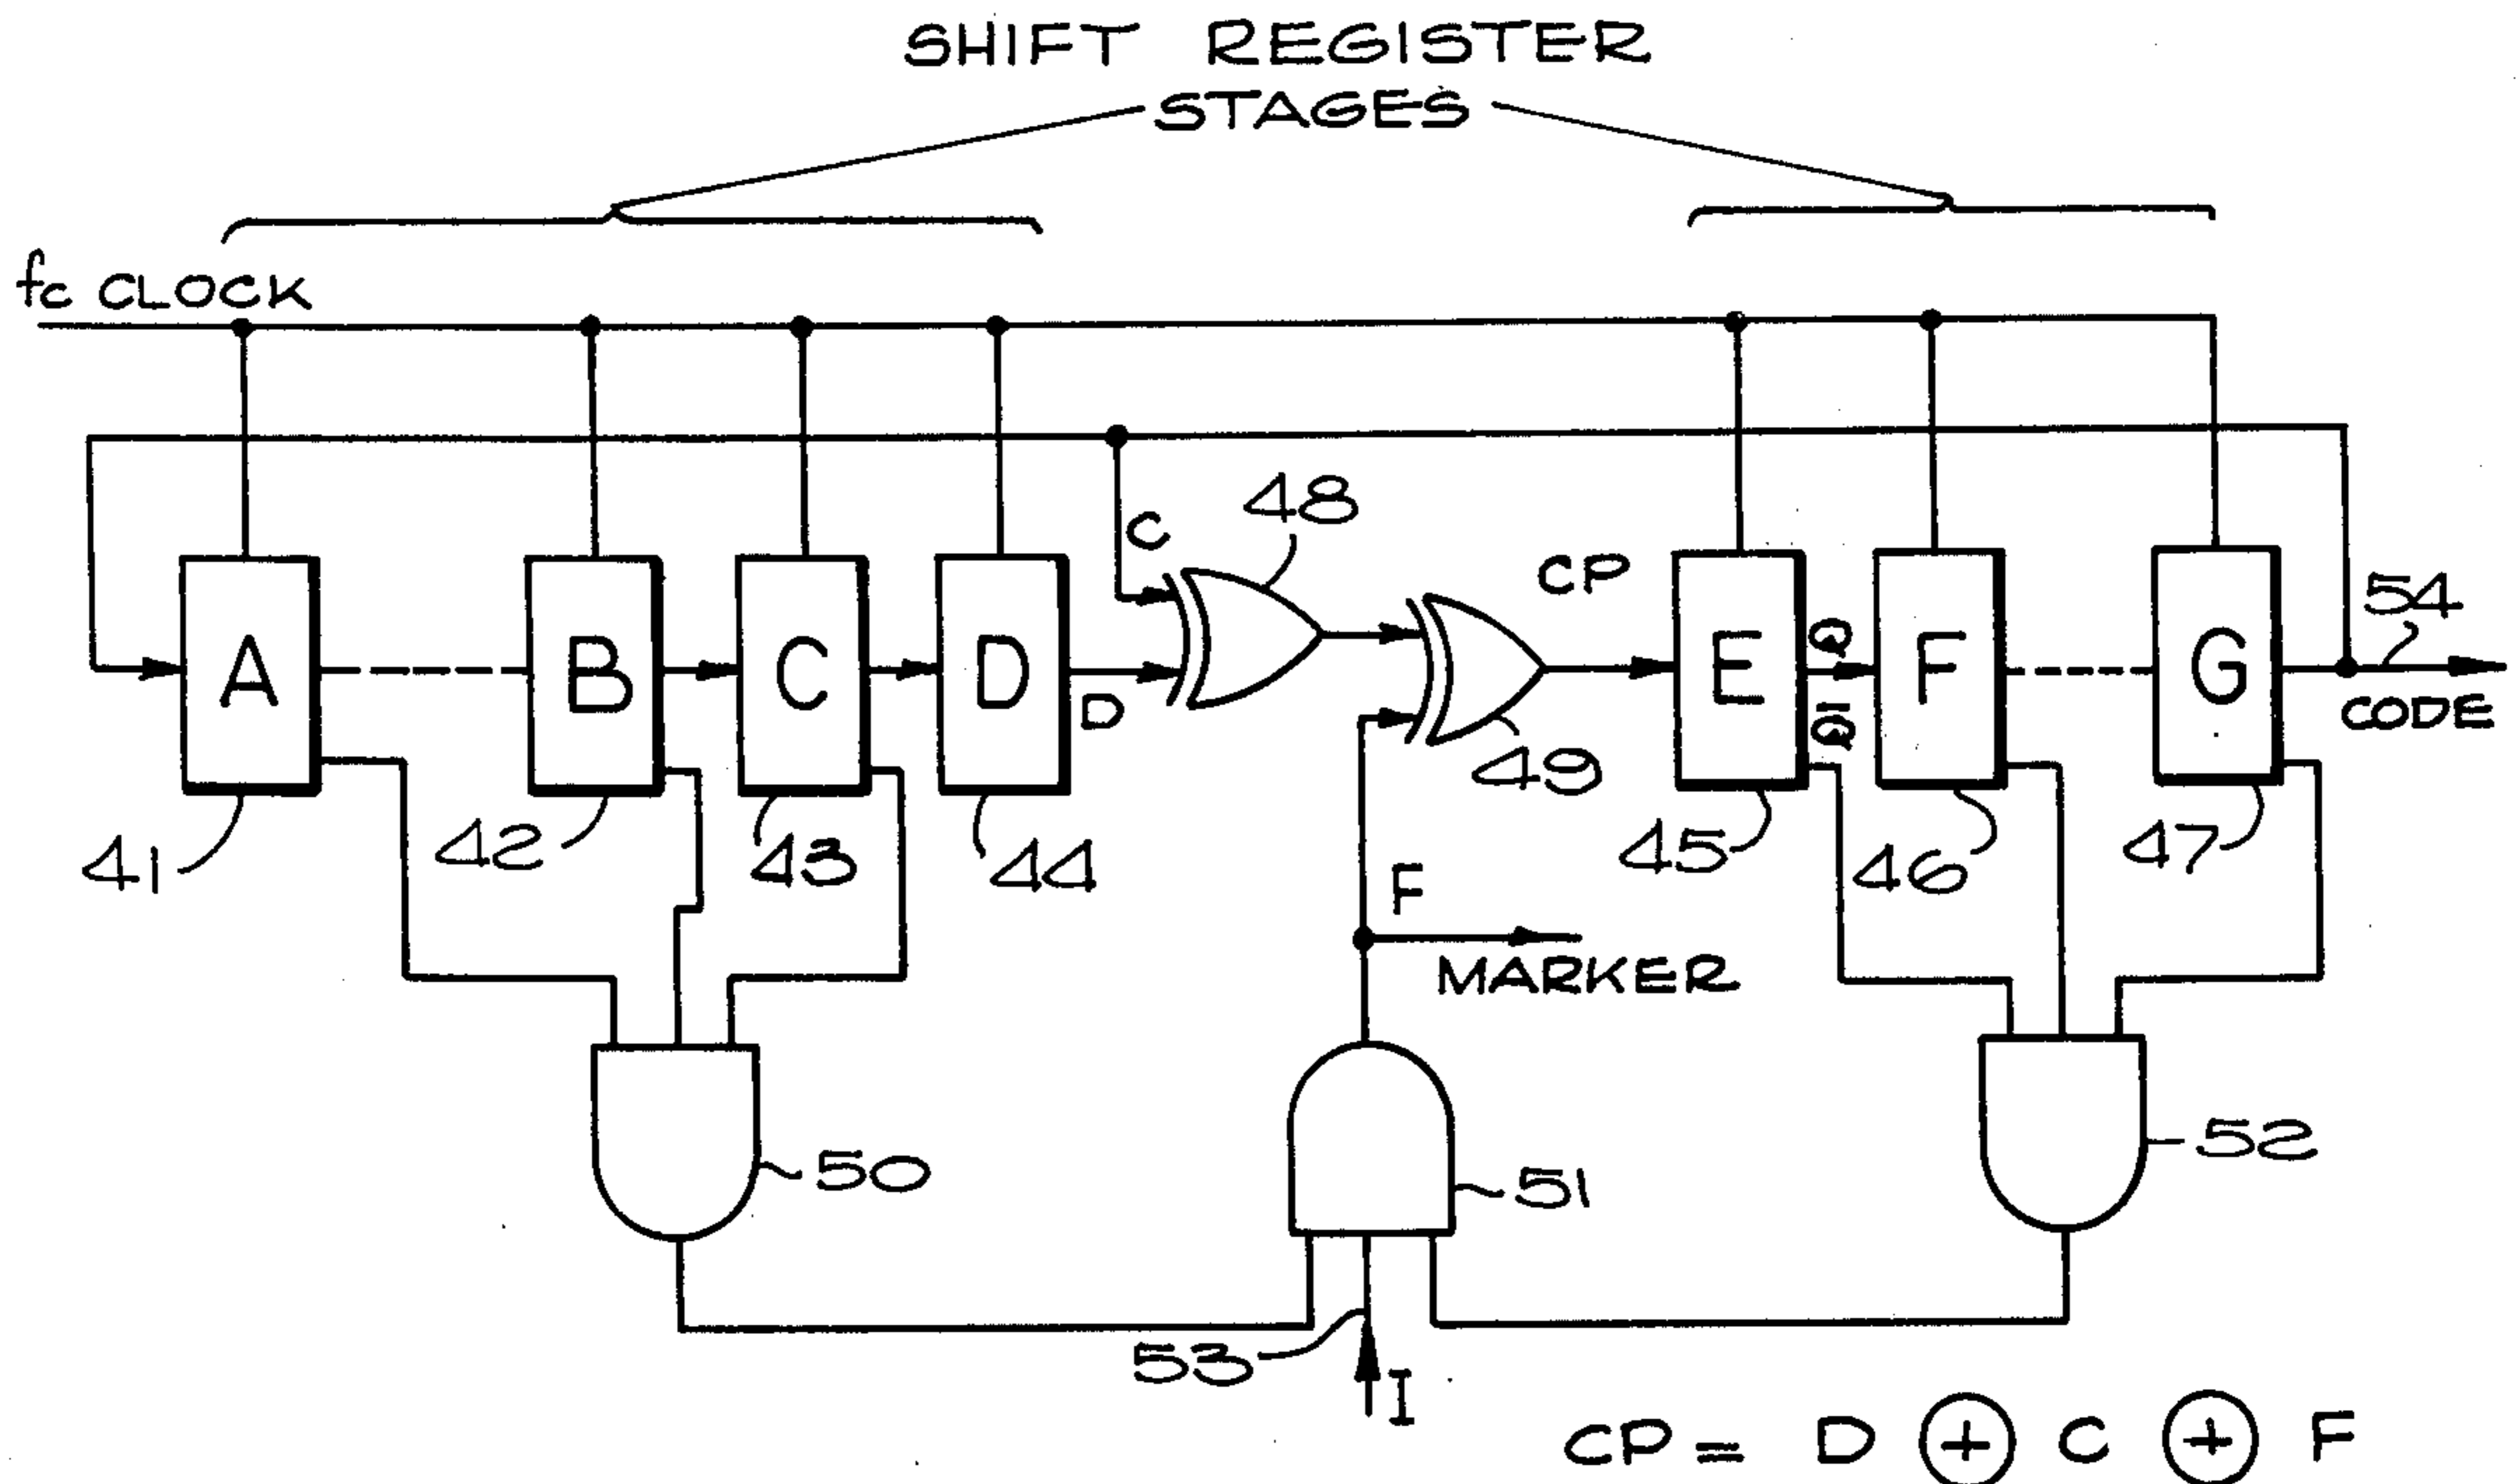 SHIFT REGISTER
STAGES
fc CLOCK
C
48
CP
54
A
B
C
D
E
Q
F
G
D
Q̅
CODE
49
41
42
43
44
45
46
47
F
MARKER
50
51
52
53
I
CP = D ⊕ C ⊕ F